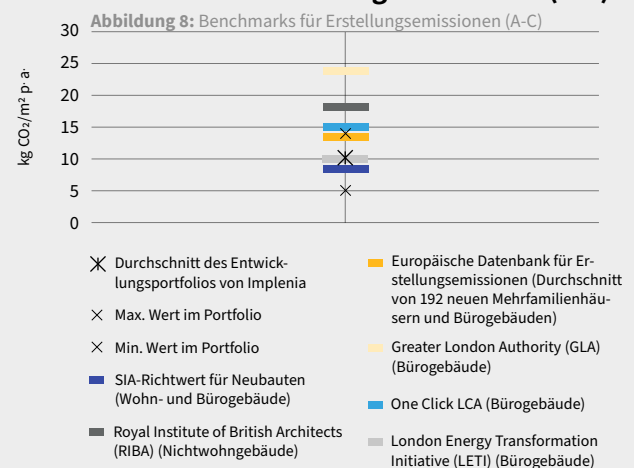 Abbildung 8: Benchmarks für Erstellungsemissionen (A-C)
kg CO₂/m² p. a.
30
25
20
15
10
5
0
Durchschnitt des Entwick-
lungsportfolios von Implenia
Max. Wert im Portfolio
Min. Wert im Portfolio
SIA-Richtwert für Neubauten
(Wohn- und Bürogebäude)
Royal Institute of British Architects
(RIBA) (Nichtwohngebäude)
Europäische Datenbank für Er-
stellungsemissionen (Durchschnitt
von 192 neuen Mehrfamilienhäu-
sern und Bürogebäuden)
Greater London Authority (GLA)
(Bürogebäude)
One Click LCA (Bürogebäude)
London Energy Transformation
Initiative (LETI) (Bürogebäude)